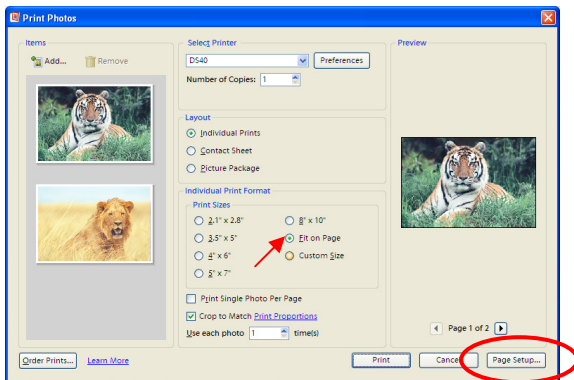 Print Photos
Items
Add...
Remove
Select Printer
DS40
Preferences
Number of Copies: 1
Layout
Individual Prints
Contact Sheet
Picture Package
Individual Print Format
Print Sizes
2.1" x 2.8"
8" x 10"
3.5" x 5"
Fit on Page
4" x 6"
Custom Size
5" x 7"
Print Single Photo Per Page
Crop to Match Print Proportions
Use each photo 1 time(s)
Preview
Page 1 of 2
Order Prints...
Learn More
Print
Cancel
Page Setup...